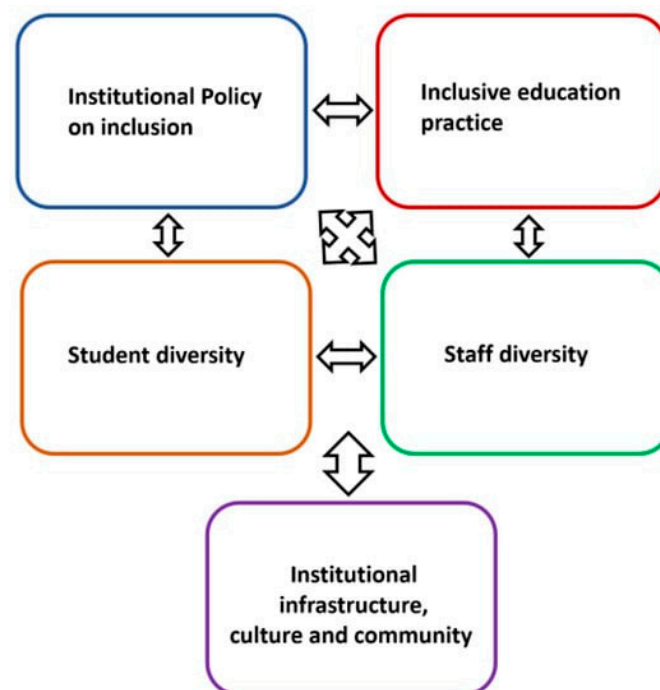 Institutional Policy
on inclusion
Inclusive education
practice
Student diversity
Staff diversity
Institutional
infrastructure,
culture and community